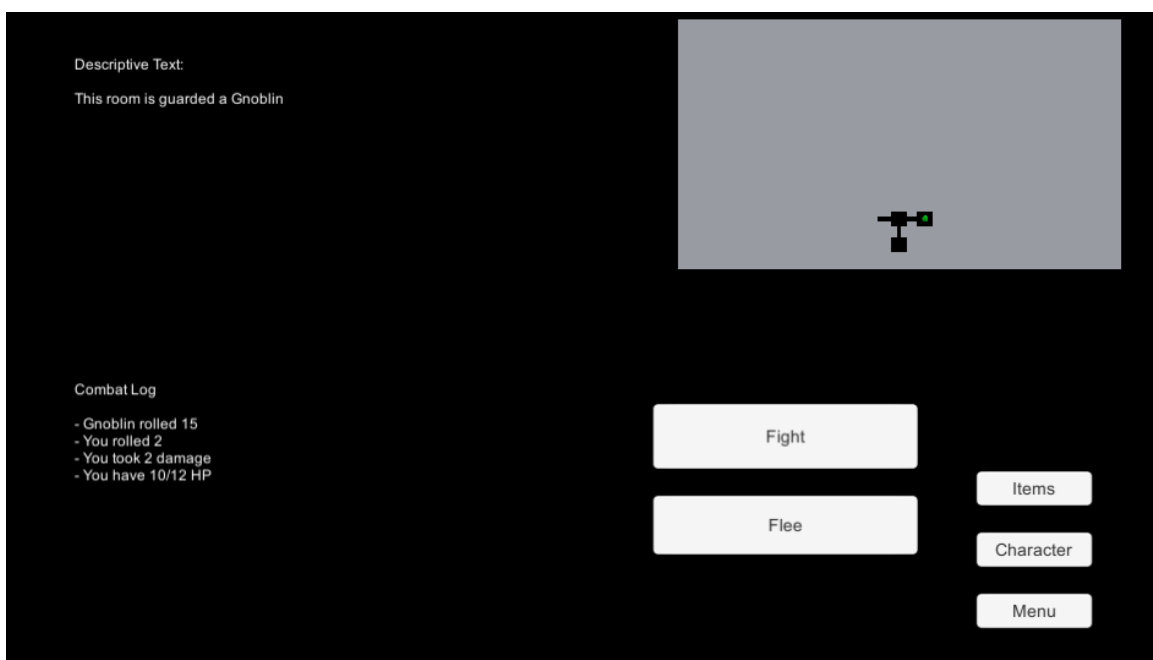 Descriptive Text:
This room is guarded a Gnoblin
Combat Log
- Gnoblin rolled 15
- You rolled 2
- You took 2 damage
- You have 10/12 HP
Fight
Flee
Items
Character
Menu